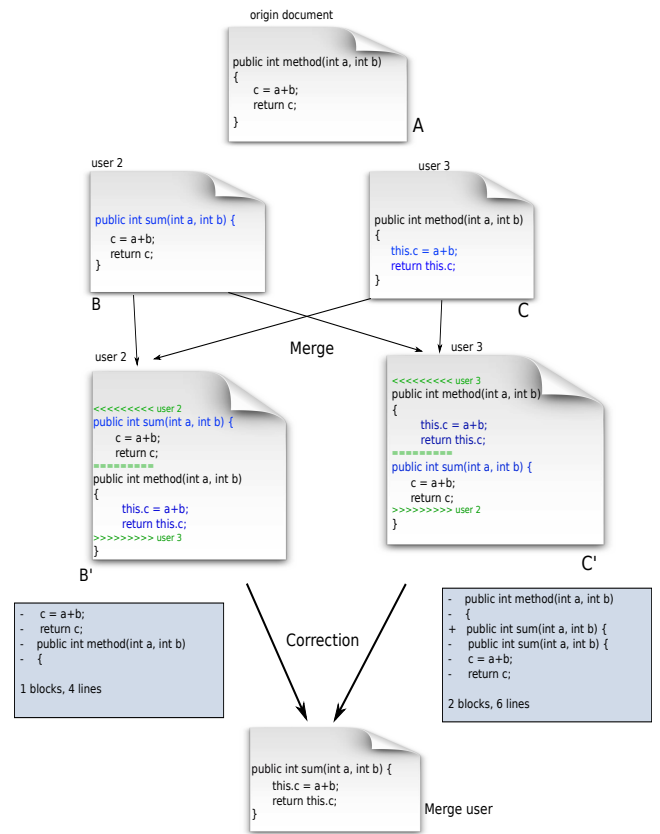 origin document
public int method(int a, int b)
{
c = a+b;
return c;
}
A
user 2
public int sum(int a, int b) {
c = a+b;
return c;
}
B
user 3
public int method(int a, int b)
{
this.c = a+b;
return this.c;
}
C
Merge
user 2
<<<<<<<<< user 2
public int sum(int a, int b) {
c = a+b;
return c;
=========
public int method(int a, int b)
{
this.c = a+b;
return this.c;
>>>>>>>>> user 3
}
B'
user 3
<<<<<<<<< user 3
public int method(int a, int b)
{
this.c = a+b;
return this.c;
=========
public int sum(int a, int b) {
c = a+b;
return c;
>>>>>>>>> user 2
}
C'
- c = a+b;
- return c;
- public int method(int a, int b)
- {
1 blocks, 4 lines
Correction
- public int method(int a, int b)
- {
+ public int sum(int a, int b) {
- public int sum(int a, int b) {
- c = a+b;
- return c;
2 blocks, 6 lines
public int sum(int a, int b) {
this.c = a+b;
return this.c;
}
Merge user